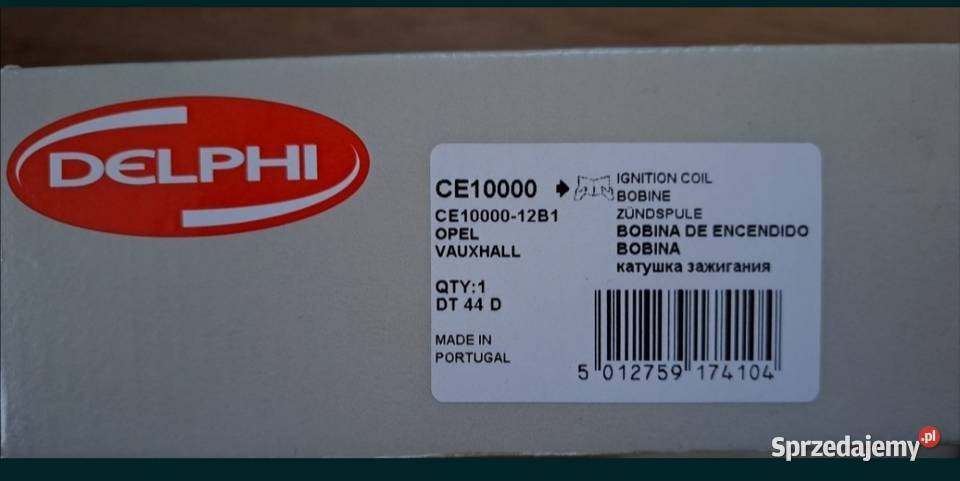 DELPHI
CE10000
CE10000-12B1
OPEL
VAUXHALL
QTY:1
DT 44 D
MADE IN
PORTUGAL
IGNITION COIL
BOBINE
ZÜNDSPULE
BOBINA DE ENCENDIDO
BOBINA
катушка зажигания
5 012759 174104
Sprzedajemy.pl